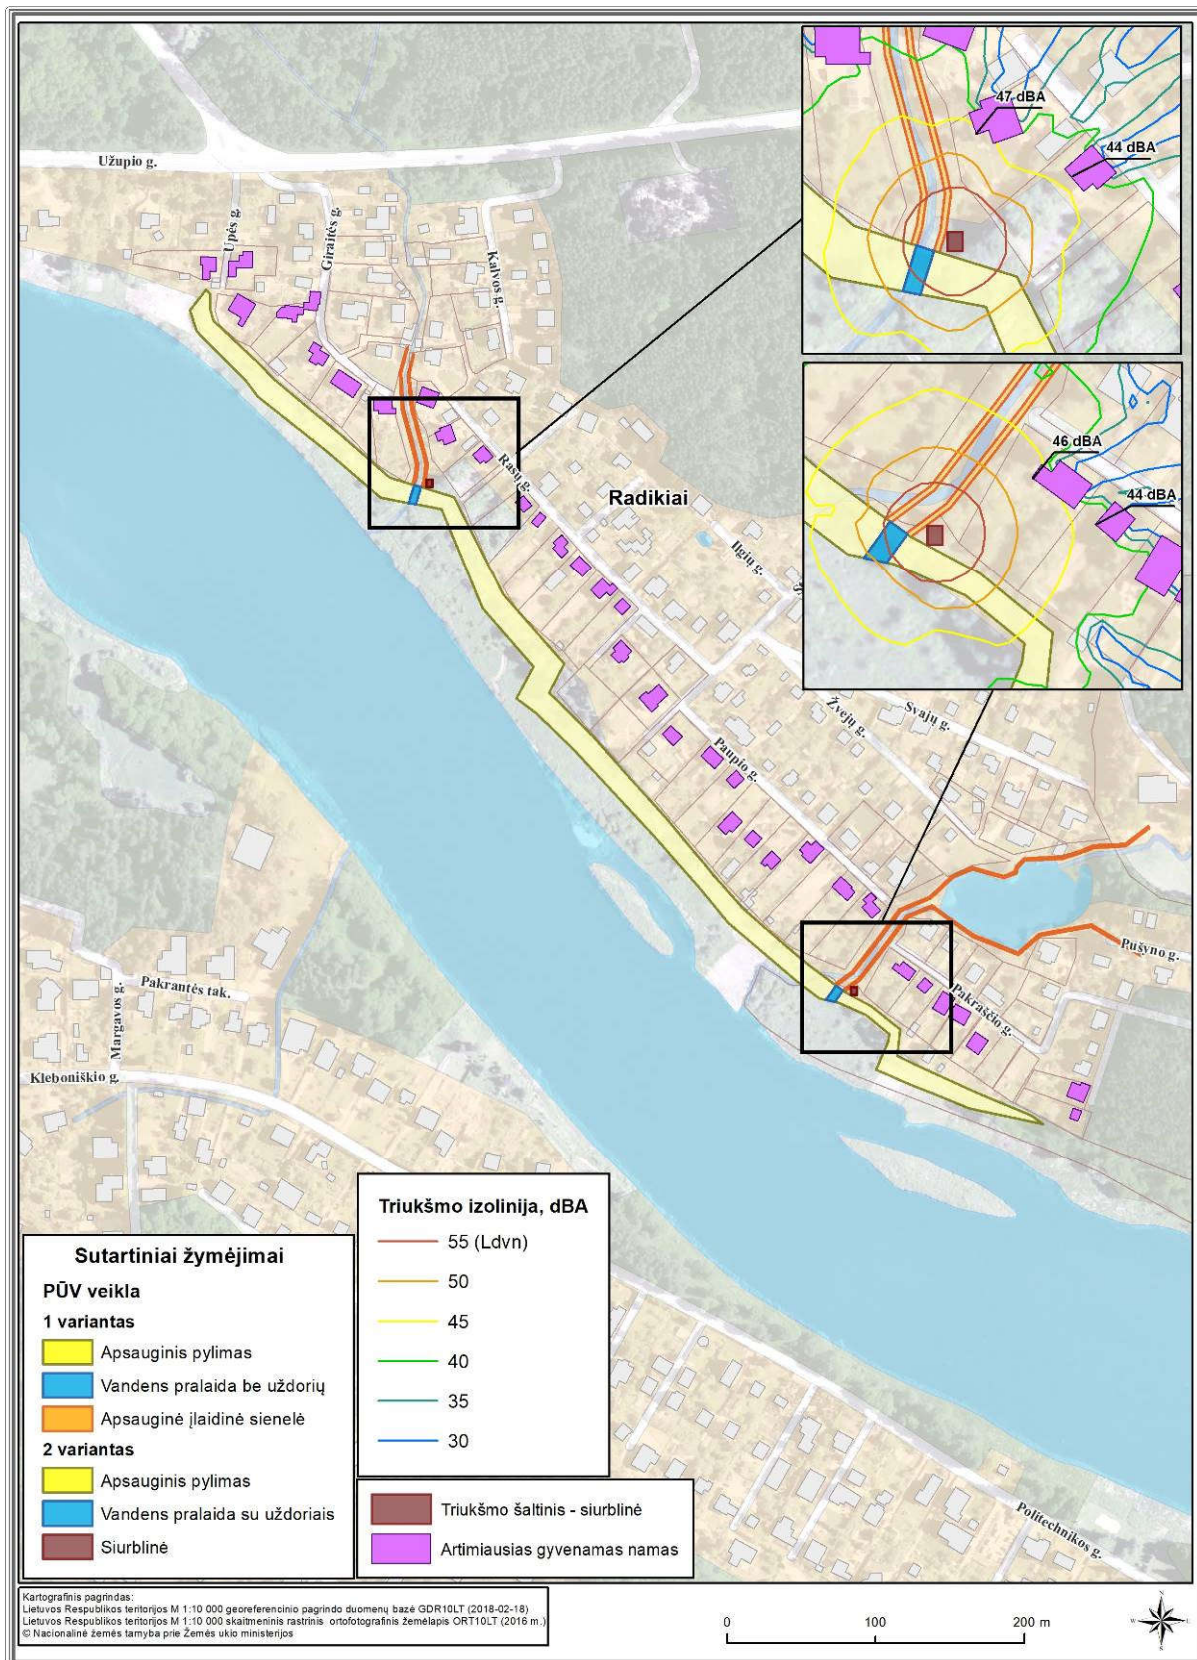 47 dBA
44 dBA
Užupio g.
Upės g.
Giraitės g.
Kalvos g.
46 dBA
44 dBA
Rašų g.
Radikiai
Ilgių g.
Žvejų g.
Svajų g.
Paupio g.
Pušyno g.
Pakrantės tak.
Margavos g.
Pakraščio g.
Kleboniškio g.
Politechnikos g.
Triukšmo izolinija, dBA
55 (Ldvn)
50
45
40
35
30
Sutartiniai žymėjimai
PŪV veikla
1 variantas
Apsauginis pylimas
Vandens pralaida be uždorių
Apsauginė įlaidinė sienelė
2 variantas
Apsauginis pylimas
Vandens pralaida su uždoriais
Siurblinė
Triukšmo šaltinis - siurblinė
Artimiausias gyvenamas namas
Kartografinis pagrindas:
Lietuvos Respublikos teritorijos M 1:10 000 georeferencinio pagrindo duomenų bazė GDR10LT (2018-02-18)
Lietuvos Respublikos teritorijos M 1:10 000 skaitmeninis rastrinis ortofotografinis žemėlapis ORT10LT (2016 m.)
© Nacionalinė žemės tarnyba prie Žemės ūkio ministerijos
0 100 200 m
N